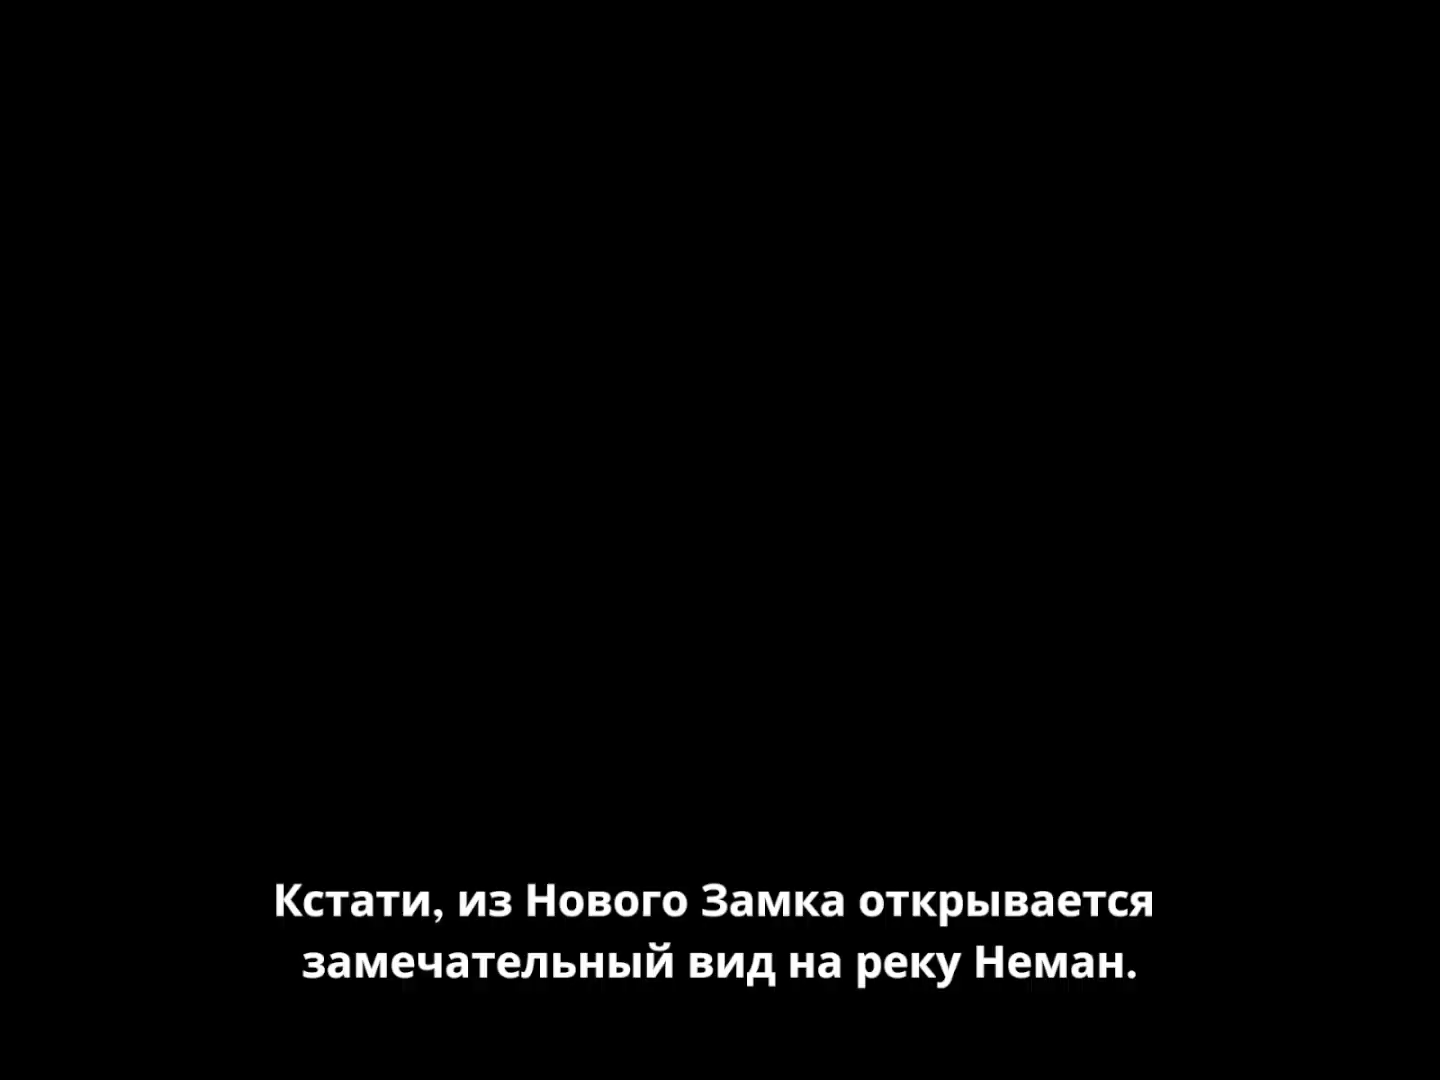 Кстати, из Нового Замка открывается
замечательный вид на реку Неман.